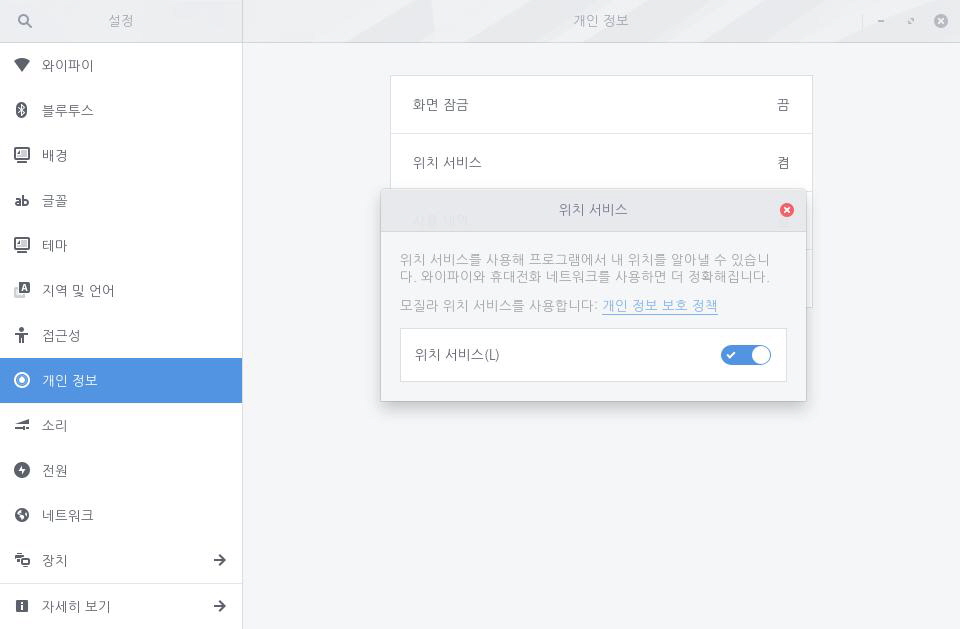 설정
개인 정보
와이파이
블루투스
배경
ab 글꼴
테마
A 지역 및 언어
접근성
개인 정보
소리
전원
네트워크
장치
자세히 보기
화면 잠금 끔
위치 서비스 켬
사용 내역
위치 서비스
위치 서비스를 사용해 프로그램에서 내 위치를 알아낼 수 있습니
다. 와이파이와 휴대전화 네트워크를 사용하면 더 정확해집니다.
모질라 위치 서비스를 사용합니다: 개인 정보 보호 정책
위치 서비스(L)